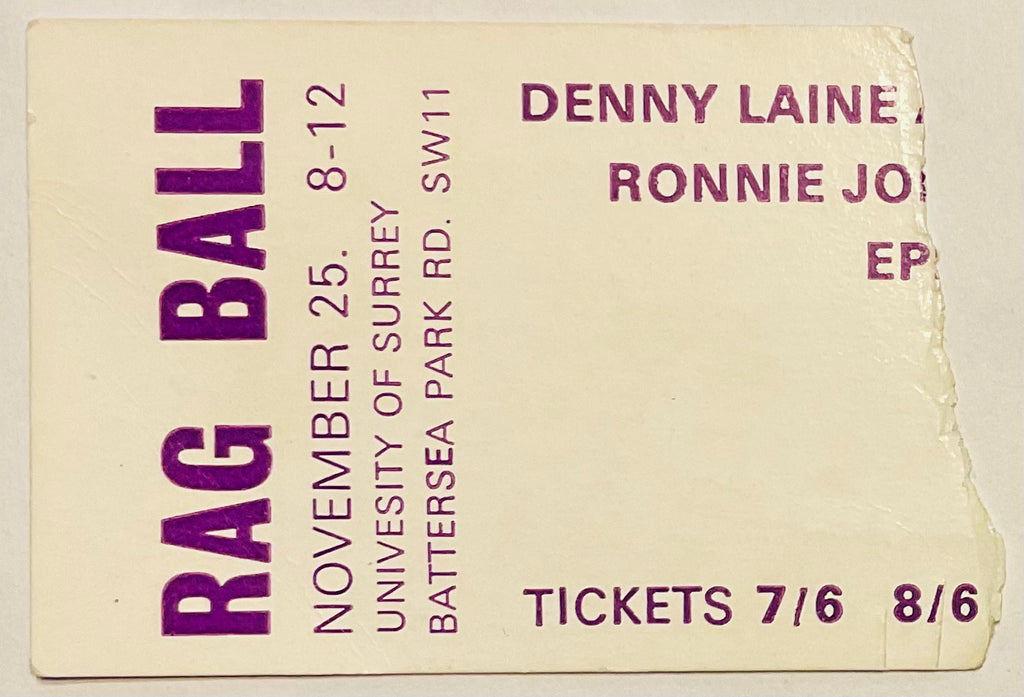 RAG BALL
NOVEMBER 25. 8-12
UNIVESITY OF SURREY
BATTERSEA PARK RD. SW11
DENNY LAINE
RONNIE
TICKETS 7/6 8/6